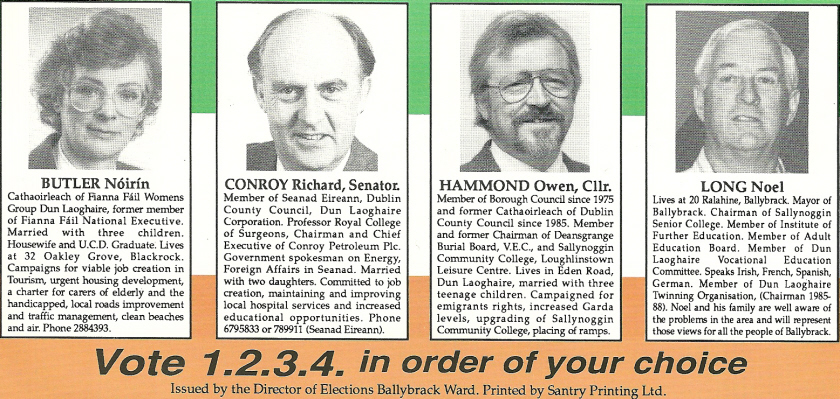 BUTLER Nóirín
Cathaoirleach of Fianna Fáil Womens
Group Dun Laoghaire, former member
of Fianna Fáil National Executive.
Married with three children.
Housewife and U.C.D. Graduate. Lives
at 32 Oakley Grove, Blackrock.
Campaigns for viable job creation in
Tourism, urgent housing development,
a charter for carers of elderly and the
handicapped, local roads improvement
and traffic management, clean beaches
and air. Phone 2884393.
CONROY Richard, Senator.
Member of Seanad Eireann, Dublin
County Council, Dun Laoghaire
Corporation. Professor Royal College
of Surgeons, Chairman and Chief
Executive of Conroy Petroleum Plc.
Government spokesman on Energy,
Foreign Affairs in Seanad. Married
with two daughters. Committed to job
creation, maintaining and improving
local hospital services and increased
educational opportunities. Phone
6795833 or 789911 (Seanad Eireann).
HAMMOND Owen, Cllr.
Member of Borough Council since 1975
and former Cathaoirleach of Dublin
County Council since 1985. Member
and former Chairman of Deansgrange
Burial Board, V.E.C., and Sallynoggin
Community College, Loughlinstown
Leisure Centre. Lives in Eden Road,
Dun Laoghaire, married with three
teenage children. Campaigned for
emigrants rights, increased Garda
levels, upgrading of Sallynoggin
Community College, placing of ramps.
LONG Noel
Lives at 20 Ralahine, Ballybrack. Mayor of
Ballybrack. Chairman of Sallynoggin
Senior College. Member of Institute of
Further Education. Member of Adult
Education Board. Member of Dun
Laoghaire Vocational Education
Committee. Speaks Irish, French, Spanish,
German. Member of Dun Laoghaire
Twinning Organisation, (Chairman 1985-
88). Noel and his family are well aware of
the problems in the area and will represent
those views for all the people of Ballybrack.
Vote 1.2.3.4. in order of your choice
Issued by the Director of Elections Ballybrack Ward. Printed by Santry Printing Ltd.